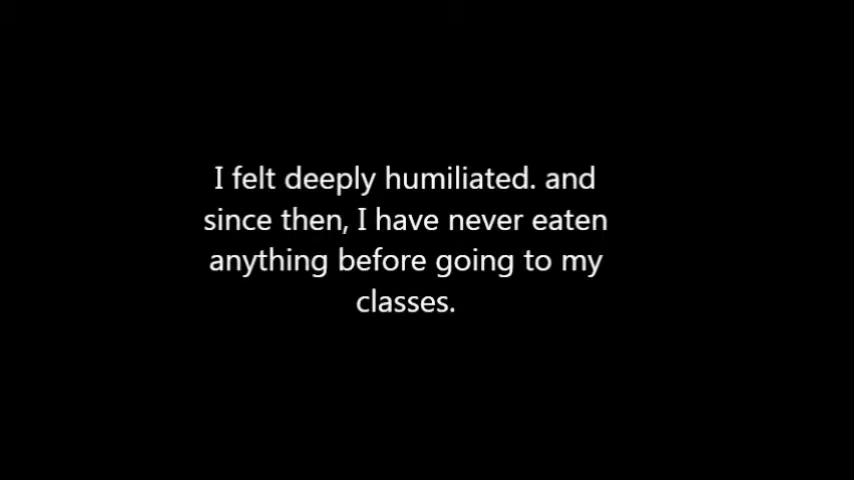 I felt deeply humiliated. and
since then, I have never eaten
anything before going to my
classes.